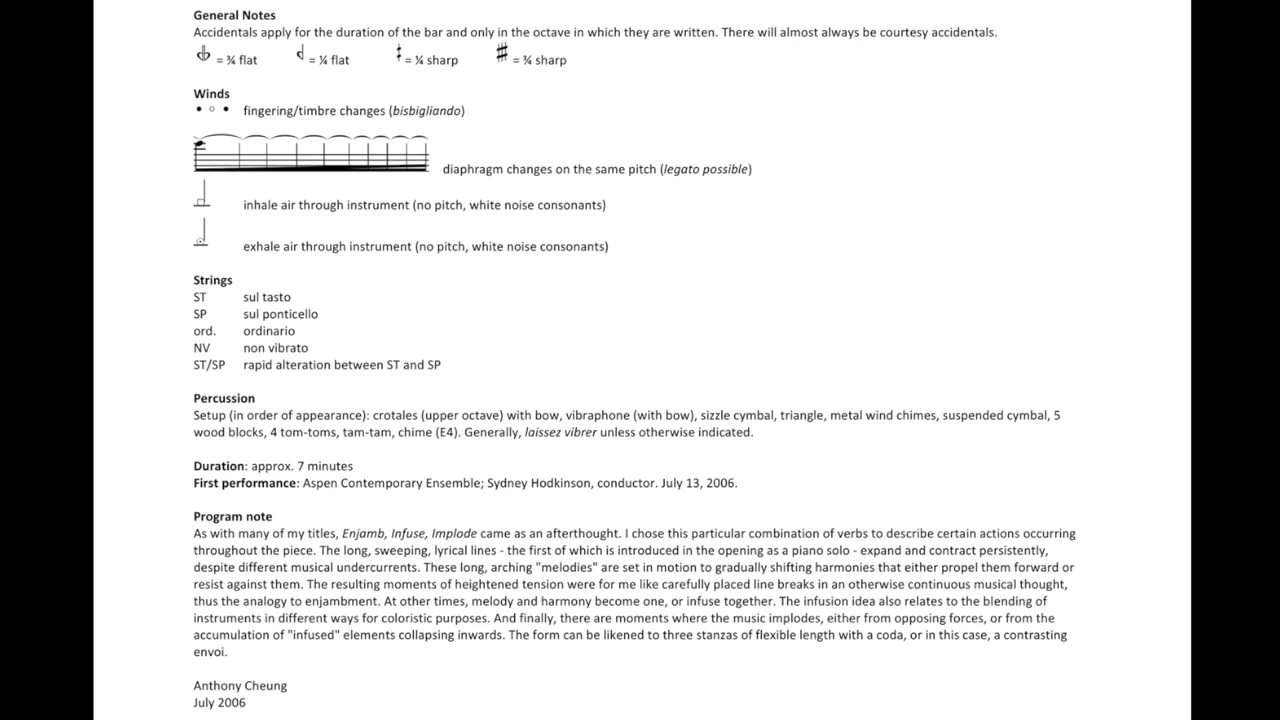 General Notes
Accidentals apply for the duration of the bar and only in the octave in which they are written. There will almost always be courtesy accidentals.
= ¾ flat = ¼ flat = ¼ sharp = ¾ sharp
Winds
fingering/timbre changes (bisbigliando)
diaphragm changes on the same pitch (legato possible)
inhale air through instrument (no pitch, white noise consonants)
exhale air through instrument (no pitch, white noise consonants)
Strings
ST sul tasto
SP sul ponticello
ord. ordinario
NV non vibrato
ST/SP rapid alteration between ST and SP
Percussion
Setup (in order of appearance): crotales (upper octave) with bow, vibraphone (with bow), sizzle cymbal, triangle, metal wind chimes, suspended cymbal, 5
wood blocks, 4 tom-toms, tam-tam, chime (E4). Generally, laissez vibrer unless otherwise indicated.
Duration: approx. 7 minutes
First performance: Aspen Contemporary Ensemble; Sydney Hodkinson, conductor. July 13, 2006.
Program note
As with many of my titles, Enjamb, Infuse, Implode came as an afterthought. I chose this particular combination of verbs to describe certain actions occurring
throughout the piece. The long, sweeping, lyrical lines - the first of which is introduced in the opening as a piano solo - expand and contract persistently,
despite different musical undercurrents. These long, arching "melodies" are set in motion to gradually shifting harmonies that either propel them forward or
resist against them. The resulting moments of heightened tension were for me like carefully placed line breaks in an otherwise continuous musical thought,
thus the analogy to enjambment. At other times, melody and harmony become one, or infuse together. The infusion idea also relates to the blending of
instruments in different ways for coloristic purposes. And finally, there are moments where the music implodes, either from opposing forces, or from the
accumulation of "infused" elements collapsing inwards. The form can be likened to three stanzas of flexible length with a coda, or in this case, a contrasting
envoi.
Anthony Cheung
July 2006